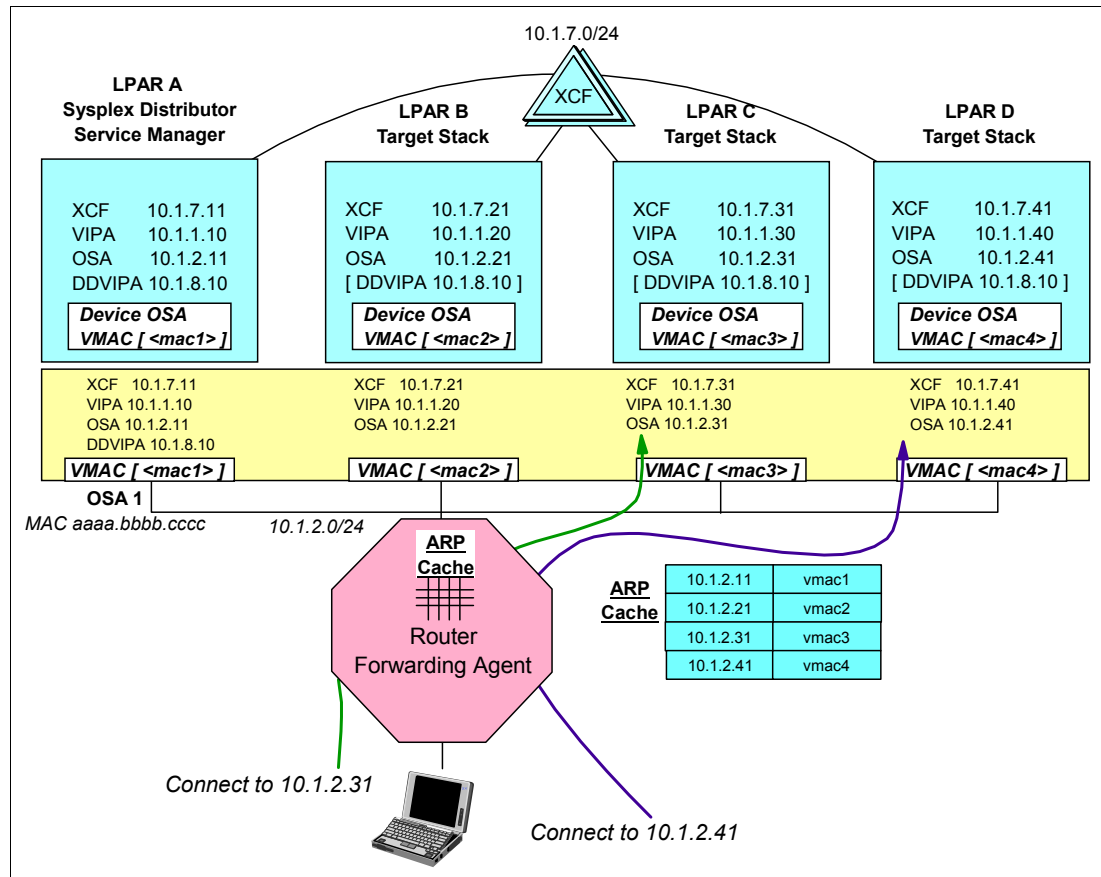 10.1.7.0/24
XCF
LPAR A
Sysplex Distributor
Service Manager
LPAR B
Target Stack
LPAR C
Target Stack
LPAR D
Target Stack
XCF 10.1.7.11
VIPA 10.1.1.10
OSA 10.1.2.11
DDVIPA 10.1.8.10
Device OSA
VMAC [ <mac1> ]
XCF 10.1.7.21
VIPA 10.1.1.20
OSA 10.1.2.21
[ DDVIPA 10.1.8.10 ]
Device OSA
VMAC [ <mac2> ]
XCF 10.1.7.31
VIPA 10.1.1.30
OSA 10.1.2.31
[ DDVIPA 10.1.8.10 ]
Device OSA
VMAC [ <mac3> ]
XCF 10.1.7.41
VIPA 10.1.1.40
OSA 10.1.2.41
[ DDVIPA 10.1.8.10 ]
Device OSA
VMAC [ <mac4> ]
XCF 10.1.7.11
VIPA 10.1.1.10
OSA 10.1.2.11
DDVIPA 10.1.8.10
VMAC [ <mac1> ]
XCF 10.1.7.21
VIPA 10.1.1.20
OSA 10.1.2.21
VMAC [ <mac2> ]
XCF 10.1.7.31
VIPA 10.1.1.30
OSA 10.1.2.31
VMAC [ <mac3> ]
XCF 10.1.7.41
VIPA 10.1.1.40
OSA 10.1.2.41
VMAC [ <mac4> ]
OSA 1
MAC aaaa.bbbb.cccc
10.1.2.0/24
ARP
Cache
Router
Forwarding Agent
ARP
Cache
10.1.2.11 vmac1
10.1.2.21 vmac2
10.1.2.31 vmac3
10.1.2.41 vmac4
Connect to 10.1.2.31
Connect to 10.1.2.41